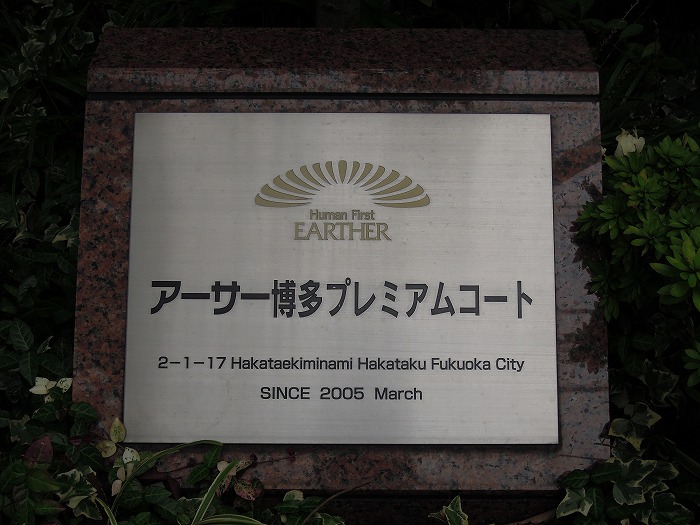 Human First
EARTHER
アーサー博多プレミアムコート
2-1-17 Hakataekiminami Hakataku Fukuoka City
SINCE 2005 March